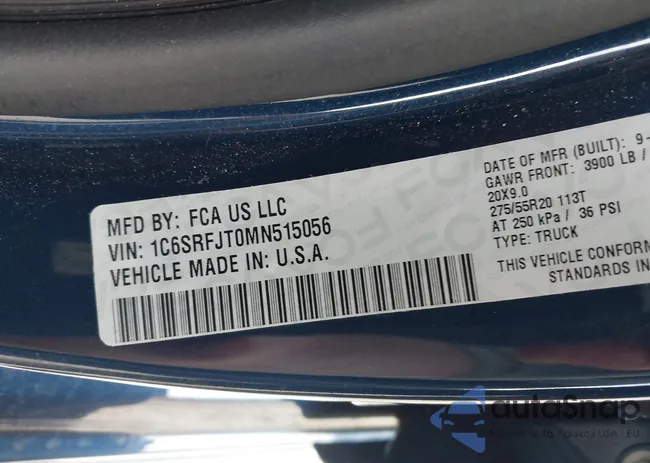 MFD BY: FCA US LLC
VIN: 1C6SRFJT0MN515056
VEHICLE MADE IN: U.S.A.
DATE OF MFR (BUILT): 9-
GAWR FRONT: 3900 LB /
20X9.0
275/55R20 113T
AT 250 kPa / 36 PSI
TYPE: TRUCK
THIS VEHICLE CONFORM
STANDARDS IN
autoSnap